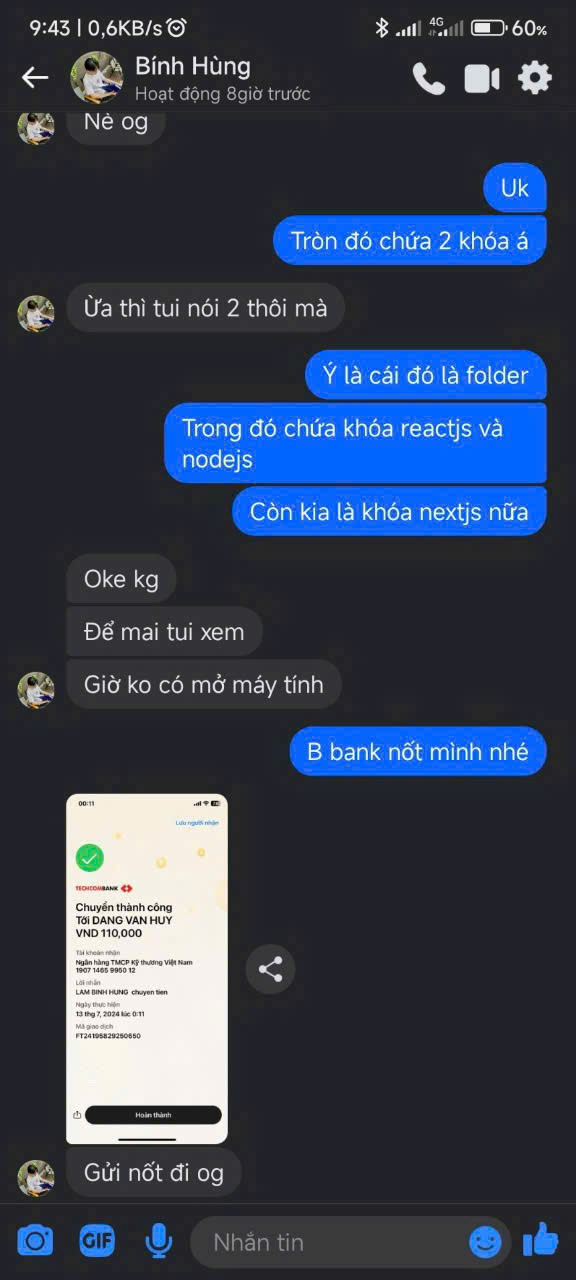 9:43 | 0,6KB/s
4G
60%
Bính Hùng
Hoạt động 8giờ trước
Nè og
Uk
Tròn đó chứa 2 khóa á
Ừa thì tui nói 2 thôi mà
Ý là cái đó là folder
Trong đó chứa khóa reactjs và
nodejs
Còn kia là khóa nextjs nữa
Oke kg
Để mai tui xem
Giờ ko có mở máy tính
B bank nốt mình nhé
00:11
Lưu người nhận
TECHCOMBANK
Chuyển thành công
Tới DANG VAN HUY
VND 110,000
Tài khoản nhận
Ngân hàng TMCP Kỹ thương Việt Nam
1907 1465 9950 12
Lời nhắn
LAM BINH HUNG chuyen tien
Ngày thực hiện
13 thg 7, 2024 lúc 0:11
Mã giao dịch
FT24195829250650
Hoàn thành
Gửi nốt đi og
GIF
Nhắn tin